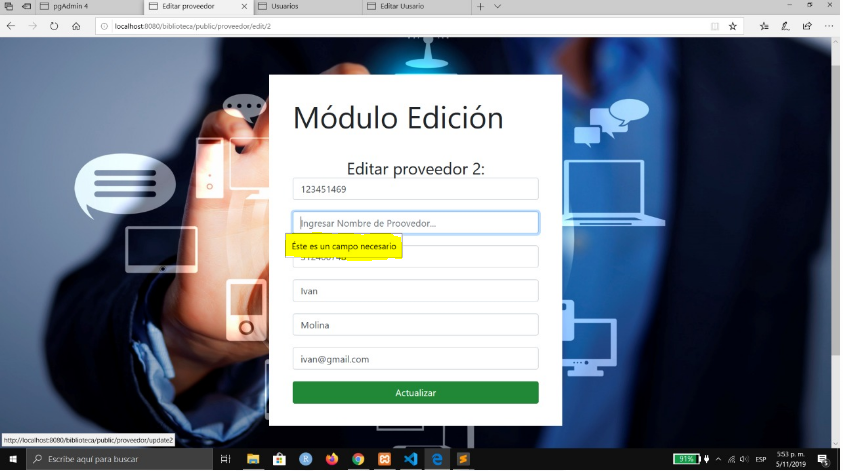 pgAdmin 4
Editar proveedor
Usuarios
Editar Uusario
localhost:8080/biblioteca/public/proveedor/edit/2
Módulo Edición
Editar proveedor 2:
123451469
Ingresar Nombre de Proovedor...
Éste es un campo necesario
Ivan
Molina
ivan@gmail.com
Actualizar
http://localhost:8080/biblioteca/public/proveedor/update2
Escribe aquí para buscar
91%
ESP
5:53 p. m.
5/11/2019